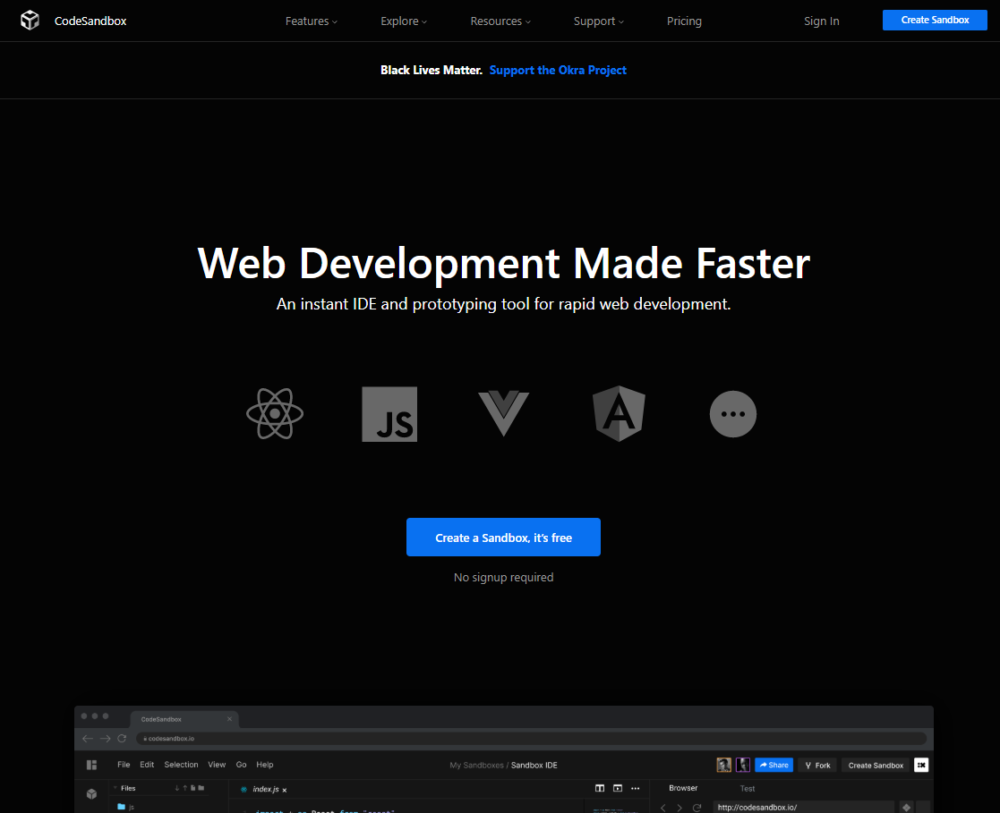 CodeSandbox
Features
Explore
Resources
Support
Pricing
Sign In
Create Sandbox
Black Lives Matter. Support the Okra Project
Web Development Made Faster
An instant IDE and prototyping tool for rapid web development.
JS
A
Create a Sandbox, it's free
No signup required
CodeSandbox
codesandbox.io
File Edit Selection View Go Help
My Sandboxes / Sandbox IDE
Share
Fork
Create Sandbox
Files
index.js
Browser
Test
js
http://codesandbox.io/